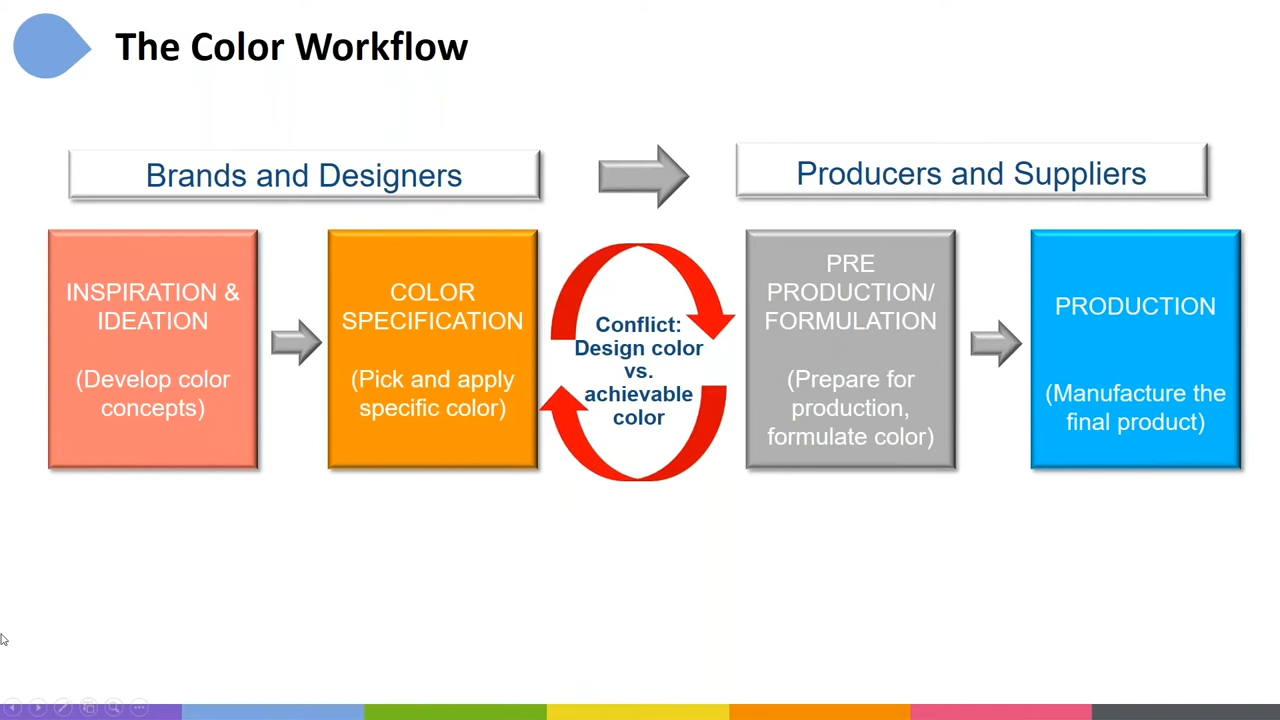 The Color Workflow
Brands and Designers
Producers and Suppliers
INSPIRATION &
IDEATION
(Develop color
concepts)
COLOR
SPECIFICATION
(Pick and apply
specific color)
Conflict:
Design color
vs.
achievable
color
PRE
PRODUCTION/
FORMULATION
(Prepare for
production,
formulate color)
PRODUCTION
(Manufacture the
final product)